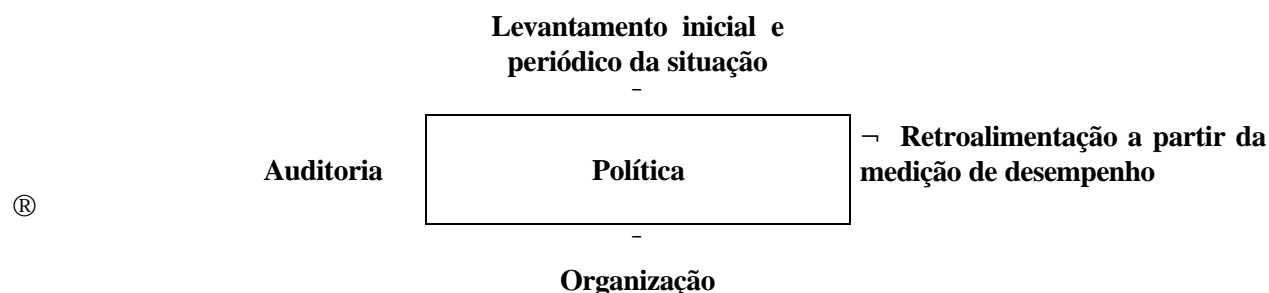 Levantamento inicial e
periódico da situação
-
¬ Retroalimentação a partir da
Auditoria Política medição de desempenho
®
-
Organização